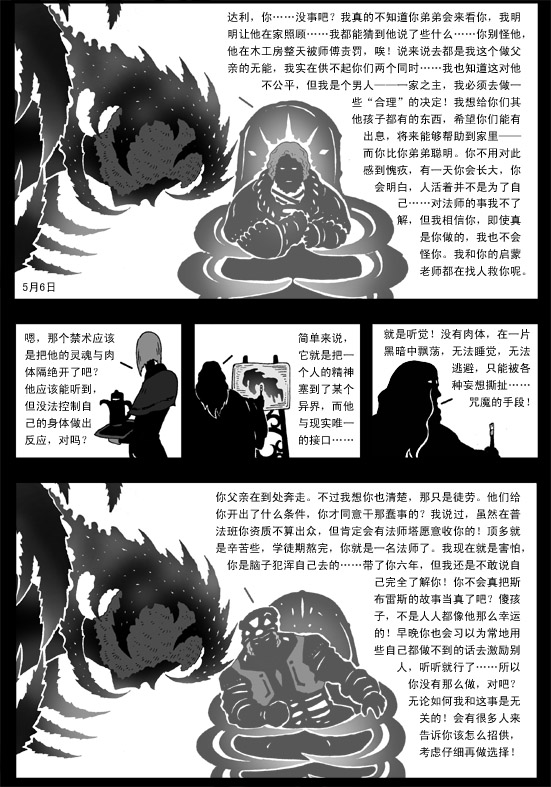 达利，你……没事吧？我真的不知道你弟弟会来看你，我明
明让他在家照顾……我都能猜到他说了些什么……你别怪他，
他在木工房整天被师傅责罚，唉！说来说去都是我这个做父
亲的无能，我实在供不起你们两个同时……我也知道这对他
不公平，但我是个男人——一家之主，我必须去做一
些“合理”的决定！我想给你们其
他孩子都有的东西，希望你们能有
出息，将来能够帮助到家里——
而你比你弟弟聪明。你不用对此
感到愧疚，有一天你会长大，你
会明白，人活着并不是为了自
己……对法师的事我不了
解，但我相信你，即使真
是你做的，我也不会
怪你。我和你的启蒙
老师都在找人救你呢。
5月6日
嗯，那个禁术应该
是把他的灵魂与肉
体隔绝开了吧？
他应该能听到，
但没法控制自
己的身体做出
反应，对吗？
简单来说，
它就是把一
个人的精神
塞到了某个
异界，而他
与现实唯一
的接口……
就是听觉！没有肉体，在一片
黑暗中飘荡，无法睡觉，无法
逃避，只能被各
种妄想撕扯……
咒魔的手段！
你父亲在到处奔走。不过我想你也清楚，那只是徒劳。他们给
你开出了什么条件，你才同意干那蠢事的？我说过，虽然在普
法班你资质不算出众，但肯定会有法师塔愿意收你的！顶多就
是辛苦些，学徒期熬完，你就是一名法师了。我现在就是害怕，
你是脑子犯浑自己去的……带了你六年，但我还是不敢说自
己完全了解你！你不会真把斯
布雷斯的故事当真了吧？傻孩
子，不是人人都像他那么幸运
的！早晚你也会习以为常地用
些自己都做不到的话去激励别
人，听听就行了……所以
你没有那么做，对吧？
无论如何我和这事是无
关的！会有很多人来
告诉你该怎么招供，
考虑仔细再做选择！